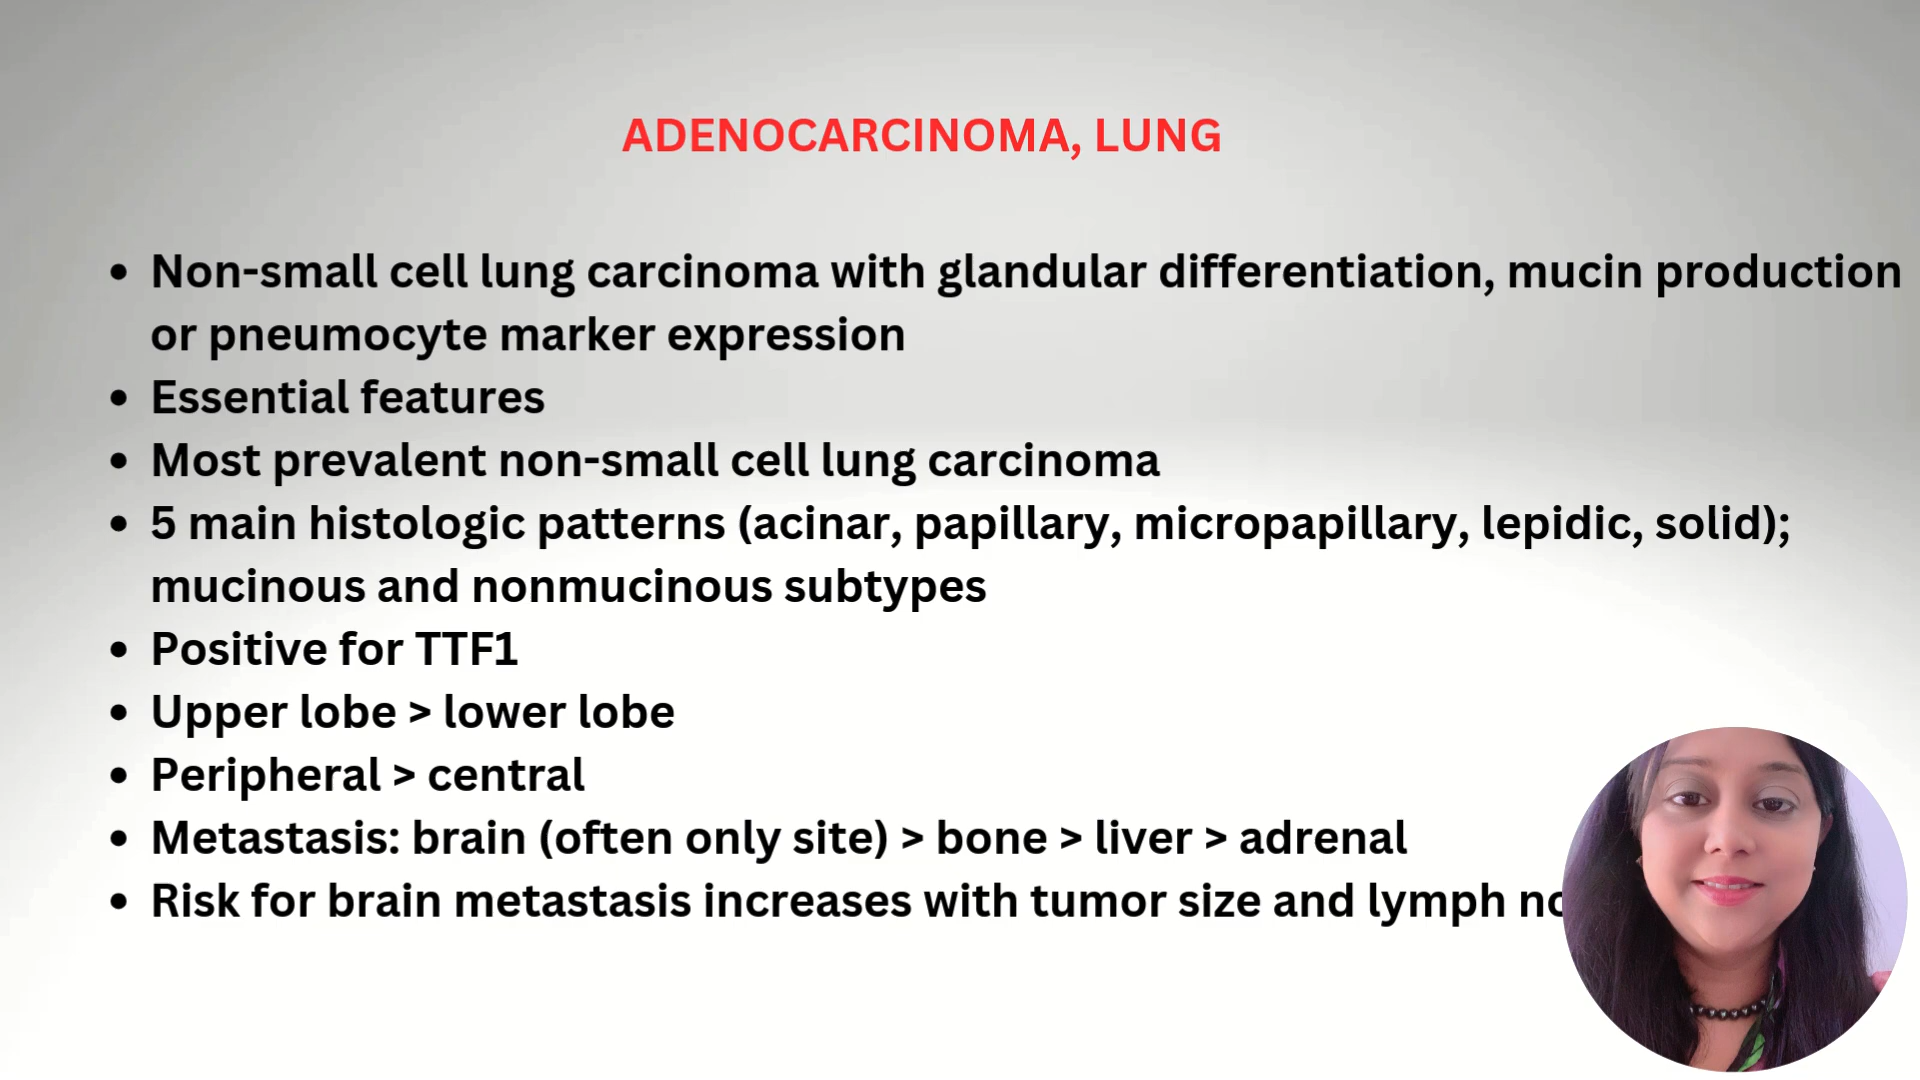 ADENOCARCINOMA, LUNG
• Non-small cell lung carcinoma with glandular differentiation, mucin production
or pneumocyte marker expression
• Essential features
• Most prevalent non-small cell lung carcinoma
• 5 main histologic patterns (acinar, papillary, micropapillary, lepidic, solid);
mucinous and nonmucinous subtypes
• Positive for TTF1
• Upper lobe > lower lobe
• Peripheral > central
• Metastasis: brain (often only site) > bone > liver > adrenal
• Risk for brain metastasis increases with tumor size and lymph